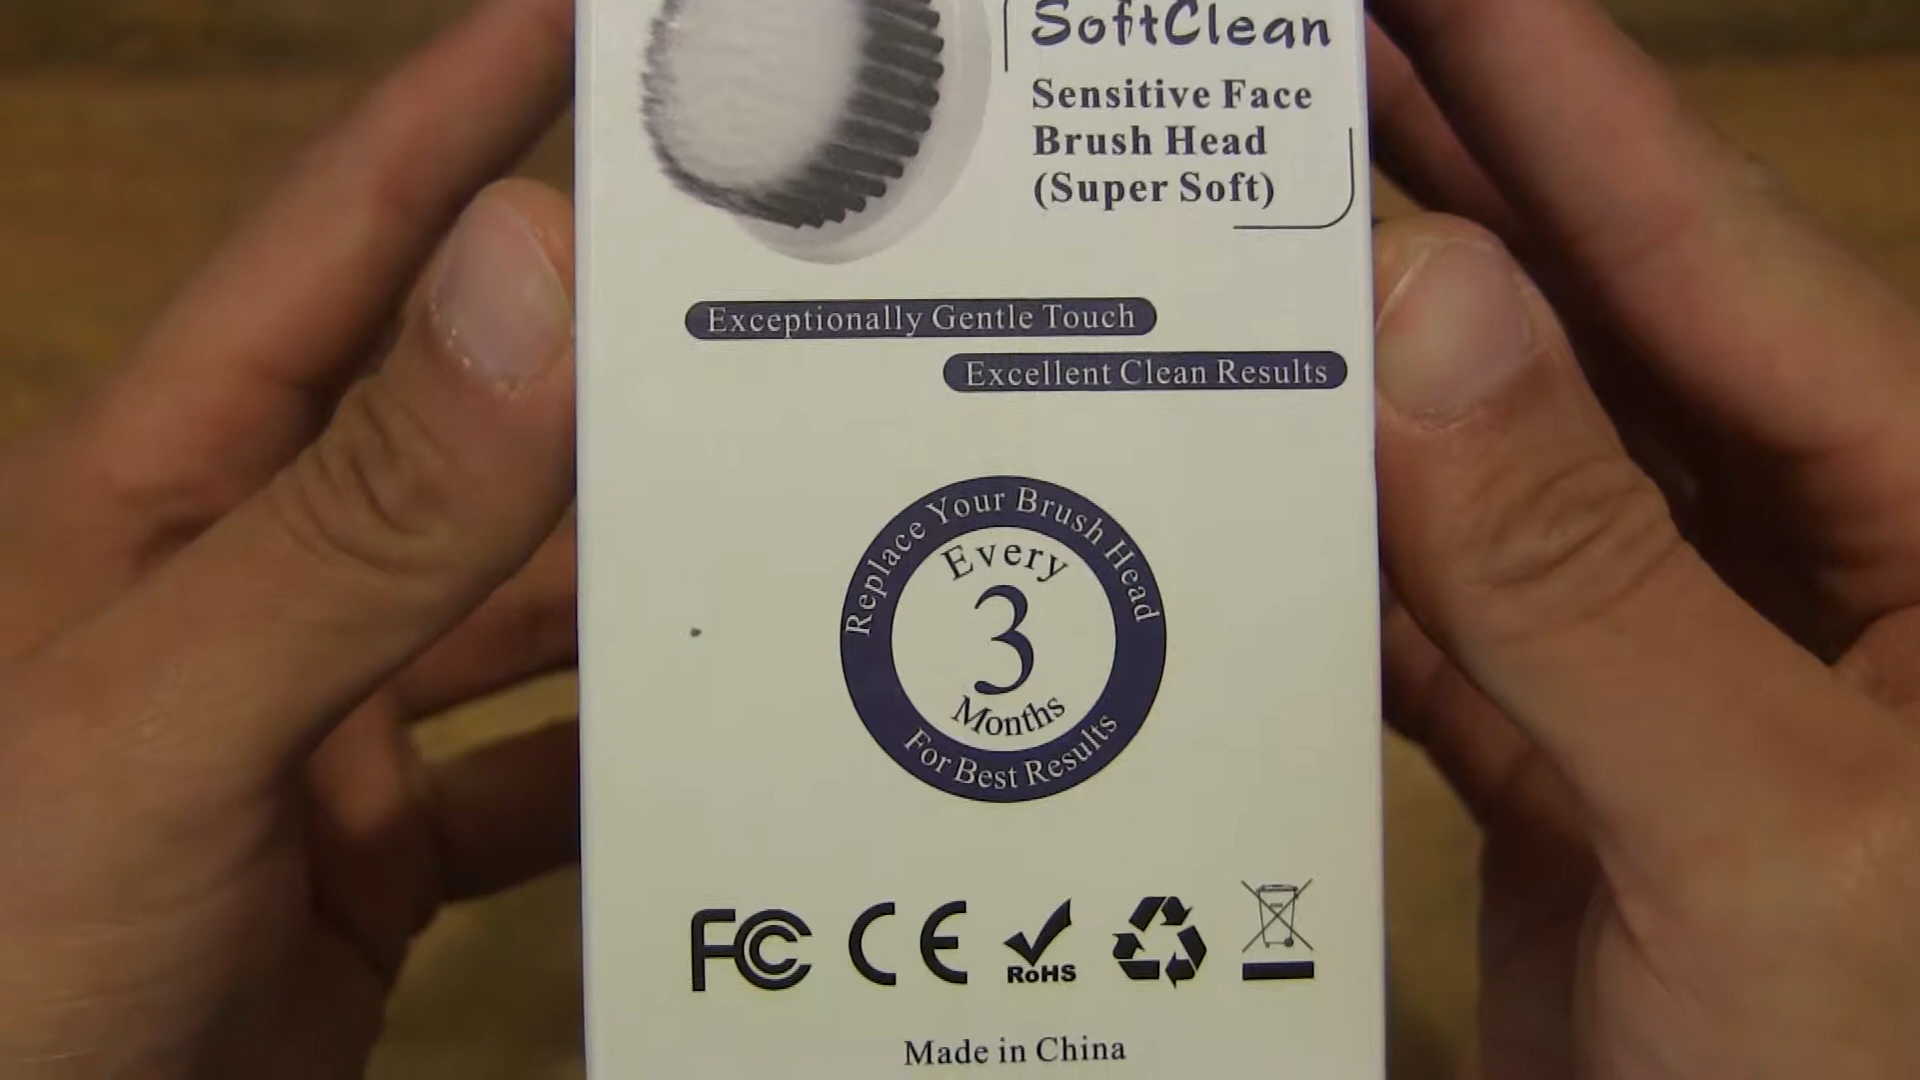 SoftClean
Sensitive Face
Brush Head
(Super Soft)
Exceptionally Gentle Touch
Excellent Clean Results
Replace Your Brush Head
Every
3
Months
For Best Results
FC CE RoHS
Made in China